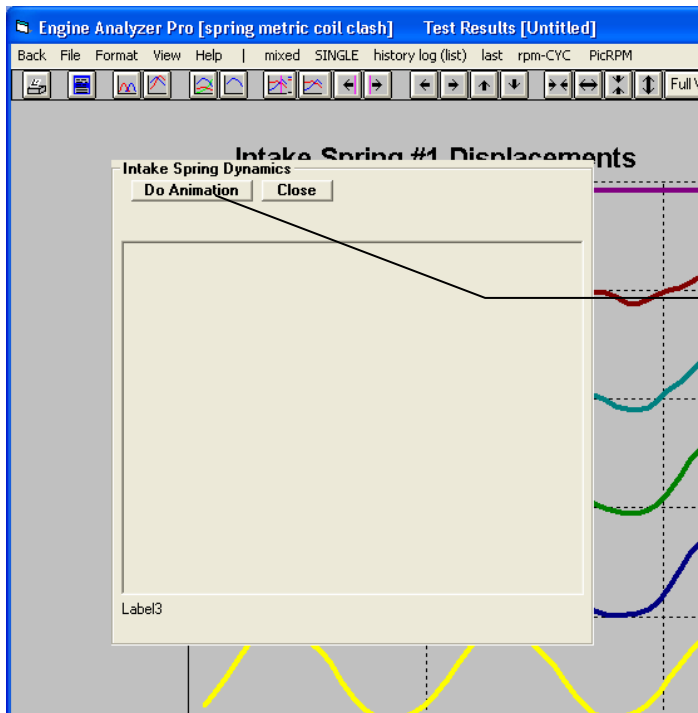 Engine Analyzer Pro [spring metric coil clash]      Test Results [Untitled]
Back File Format View Help | mixed SINGLE history log (list) last rpm-CYC PicRPM
Full
Intake Spring #1 Displacements
Intake Spring Dynamics
Do Animation Close
Label3